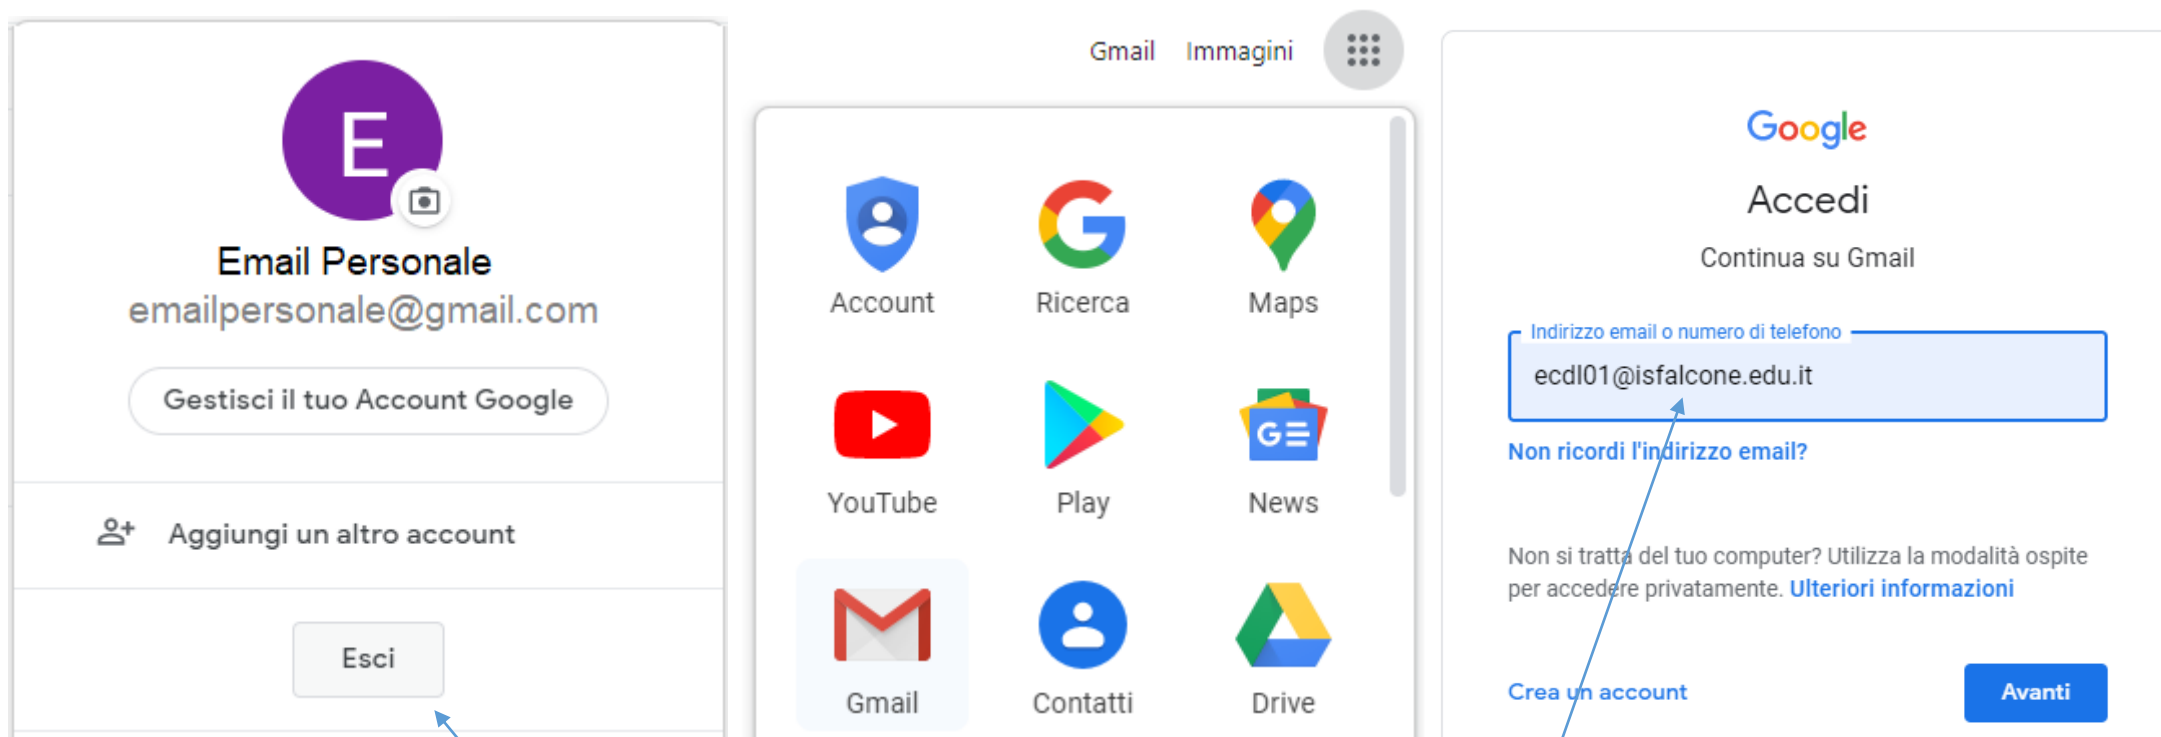 E
Email Personale
emailpersonale@gmail.com
Gestisci il tuo Account Google
Aggiungi un altro account
Esci
Gmail Immagini
Account Ricerca Maps
YouTube Play News
GE
Gmail Contatti Drive
Google
Accedi
Continua su Gmail
Indirizzo email o numero di telefono
ecdl01@isfalcone.edu.it
Non ricordi l'indirizzo email?
Non si tratta del tuo computer? Utilizza la modalità ospite
per accedere privatamente. Ulteriori informazioni
Crea un account
Avanti